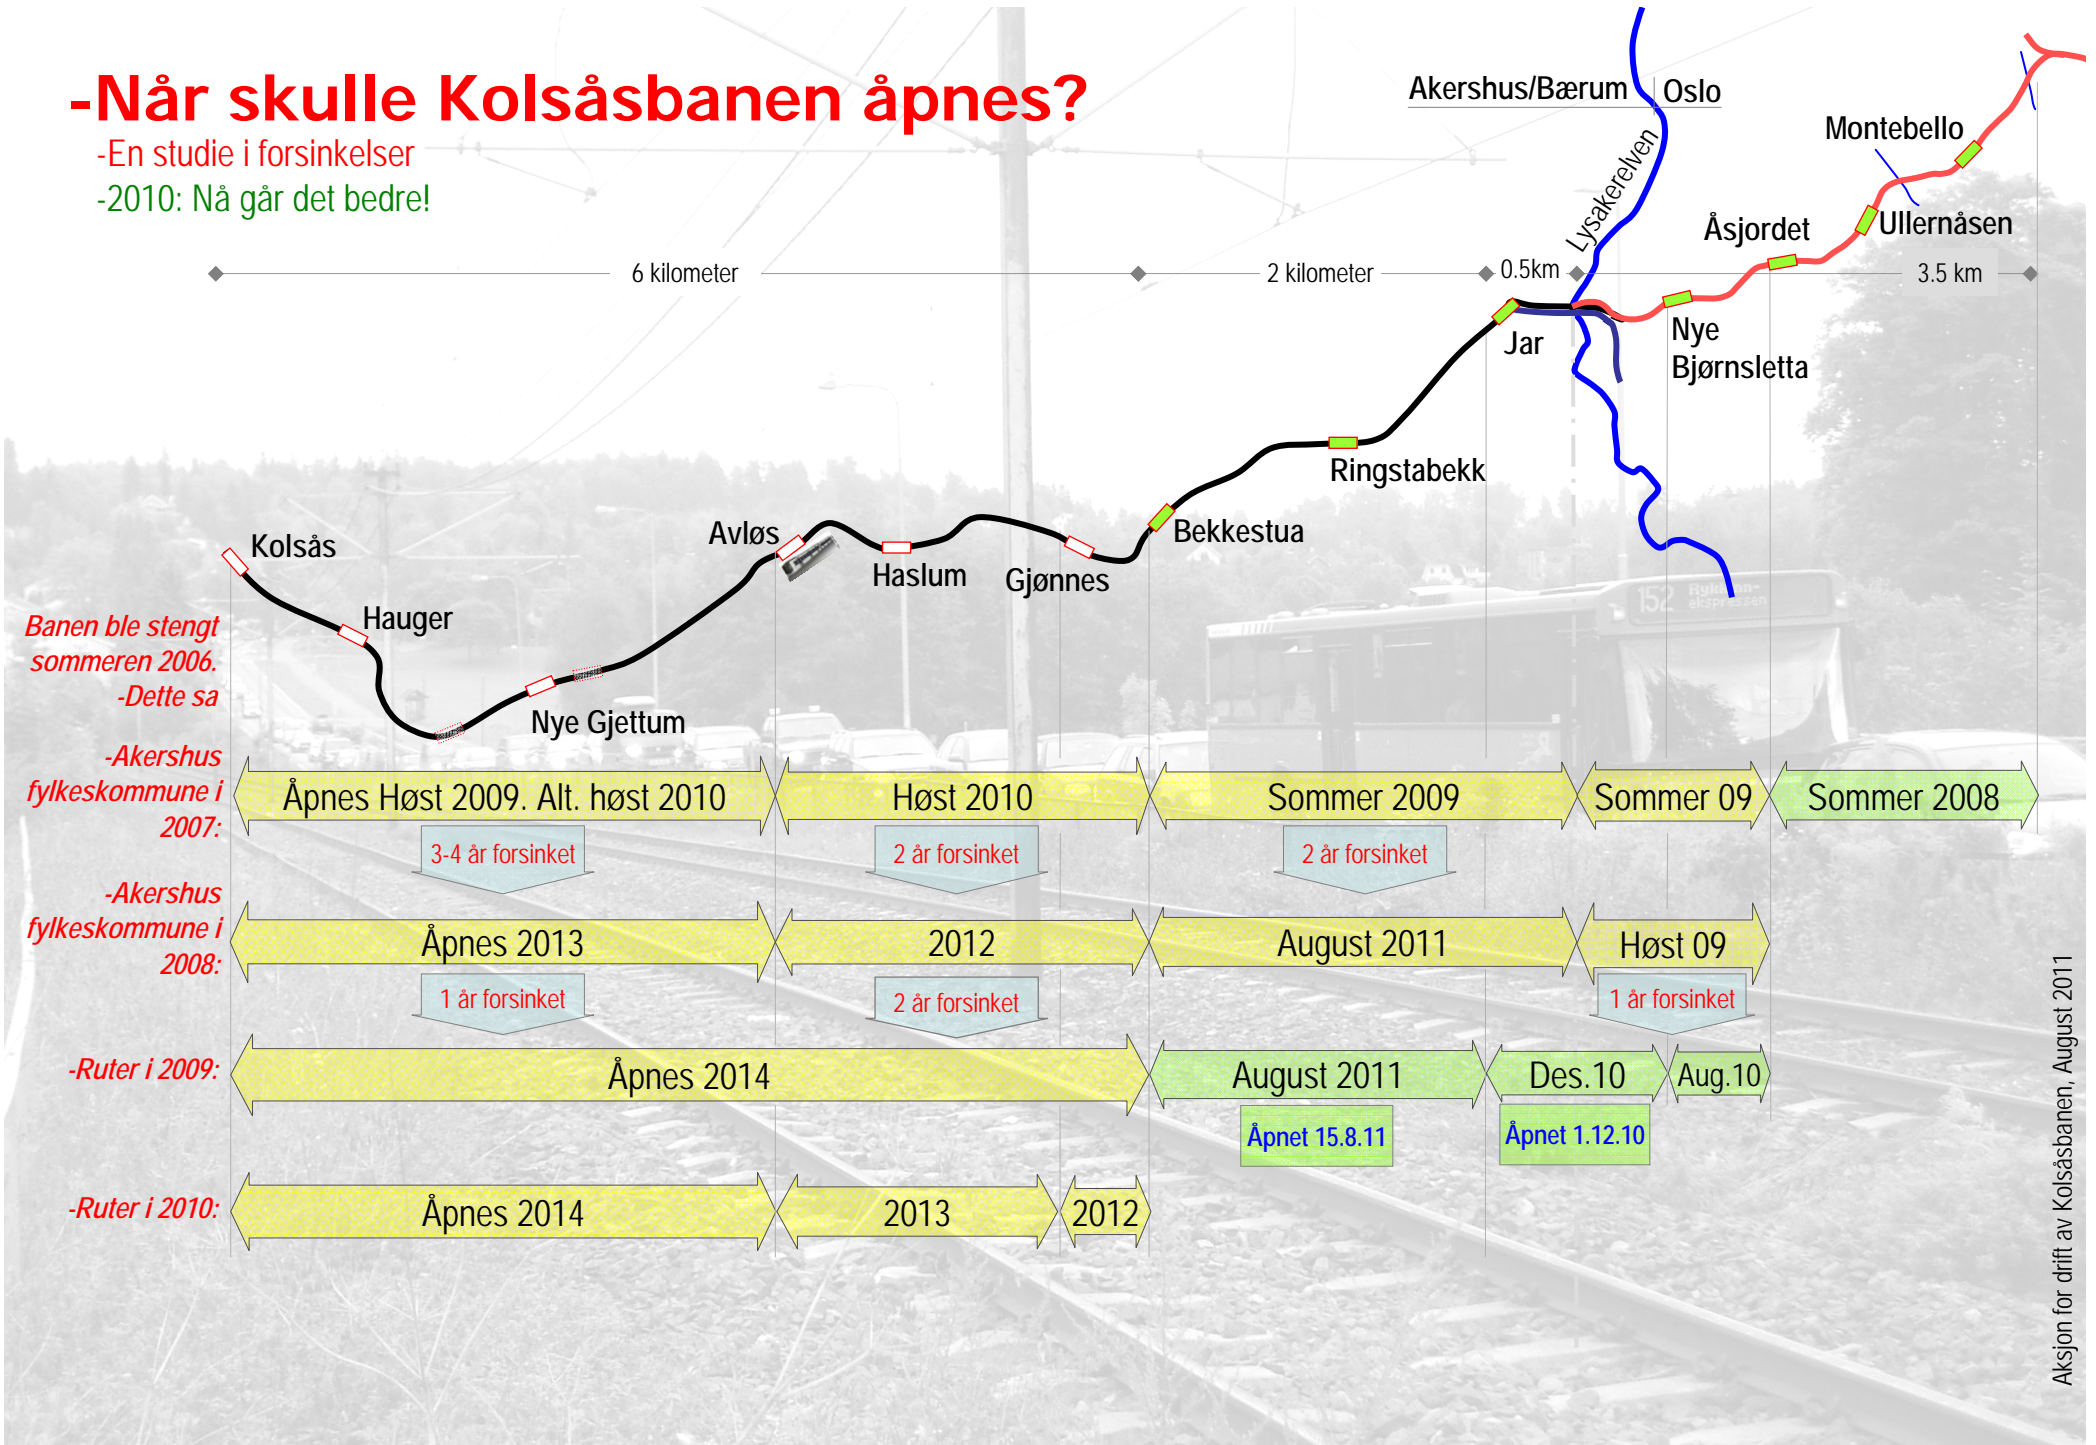 -Når skulle Kolsåsbanen åpnes?
-En studie i forsinkelser
-2010: Nå går det bedre!
Akershus/Bærum
Oslo
Lysakerelven
Montebello
Ullernåsen
Åsjordet
6 kilometer
2 kilometer
0.5km
3.5 km
Jar
Nye
Bjørnsletta
Ringstabekk
Bekkestua
Avløs
Haslum
Gjønnes
Kolsås
Hauger
Nye Gjettum
152
ekspressen
Banen ble stengt
sommeren 2006.
-Dette sa
-Akershus
fylkeskommune i
2007:
Åpnes Høst 2009. Alt. høst 2010
Høst 2010
Sommer 2009
Sommer 09
Sommer 2008
3-4 år forsinket
2 år forsinket
2 år forsinket
-Akershus
fylkeskommune i
2008:
Åpnes 2013
2012
August 2011
Høst 09
1 år forsinket
2 år forsinket
1 år forsinket
-Ruter i 2009:
Åpnes 2014
August 2011
Des.10
Aug.10
Åpnet 15.8.11
Åpnet 1.12.10
-Ruter i 2010:
Åpnes 2014
2013
2012
Aksjon for drift av Kolsåsbanen, August 2011